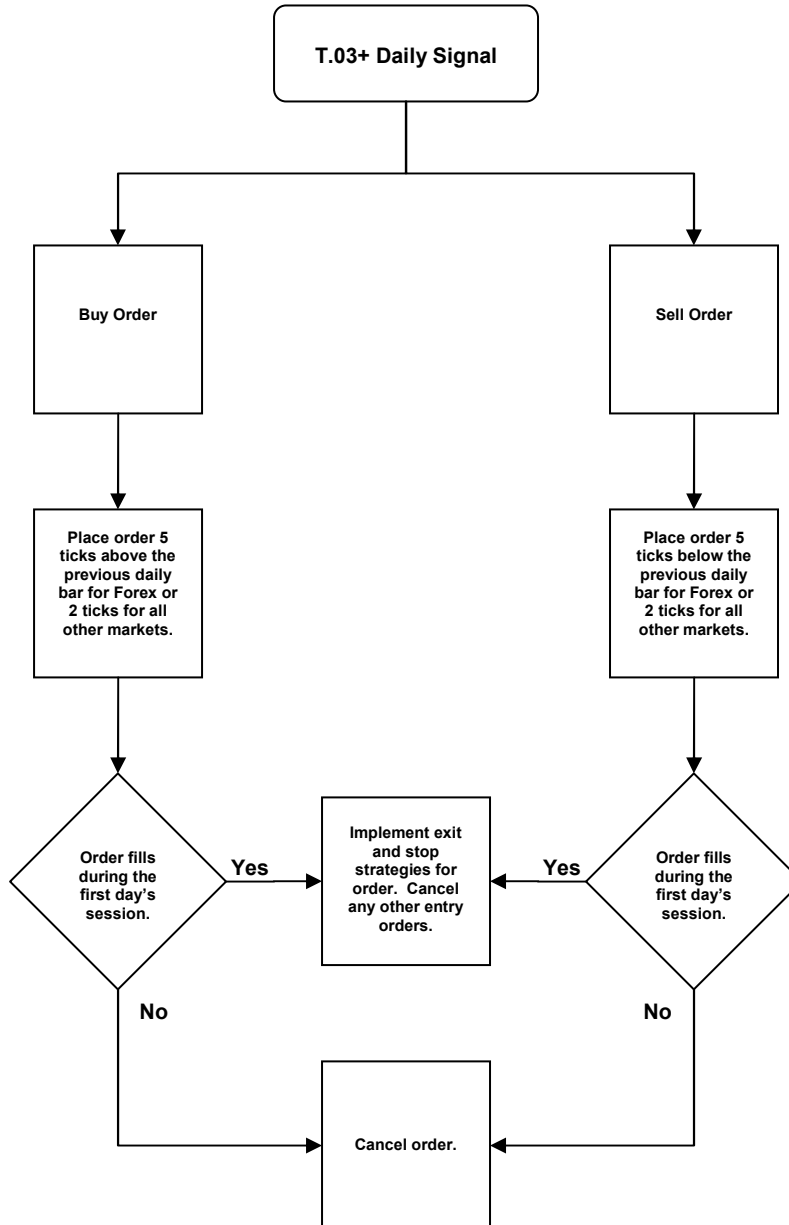 T.03+ Daily Signal
Buy Order
Sell Order
Place order 5
ticks above the
previous daily
bar for Forex or
2 ticks for all
other markets.
Place order 5
ticks below the
previous daily
bar for Forex or
2 ticks for all
other markets.
Order fills
during the
first day's
session.
Yes
Implement exit
and stop
strategies for
order.  Cancel
any other entry
orders.
Yes
Order fills
during the
first day's
session.
No
No
Cancel order.